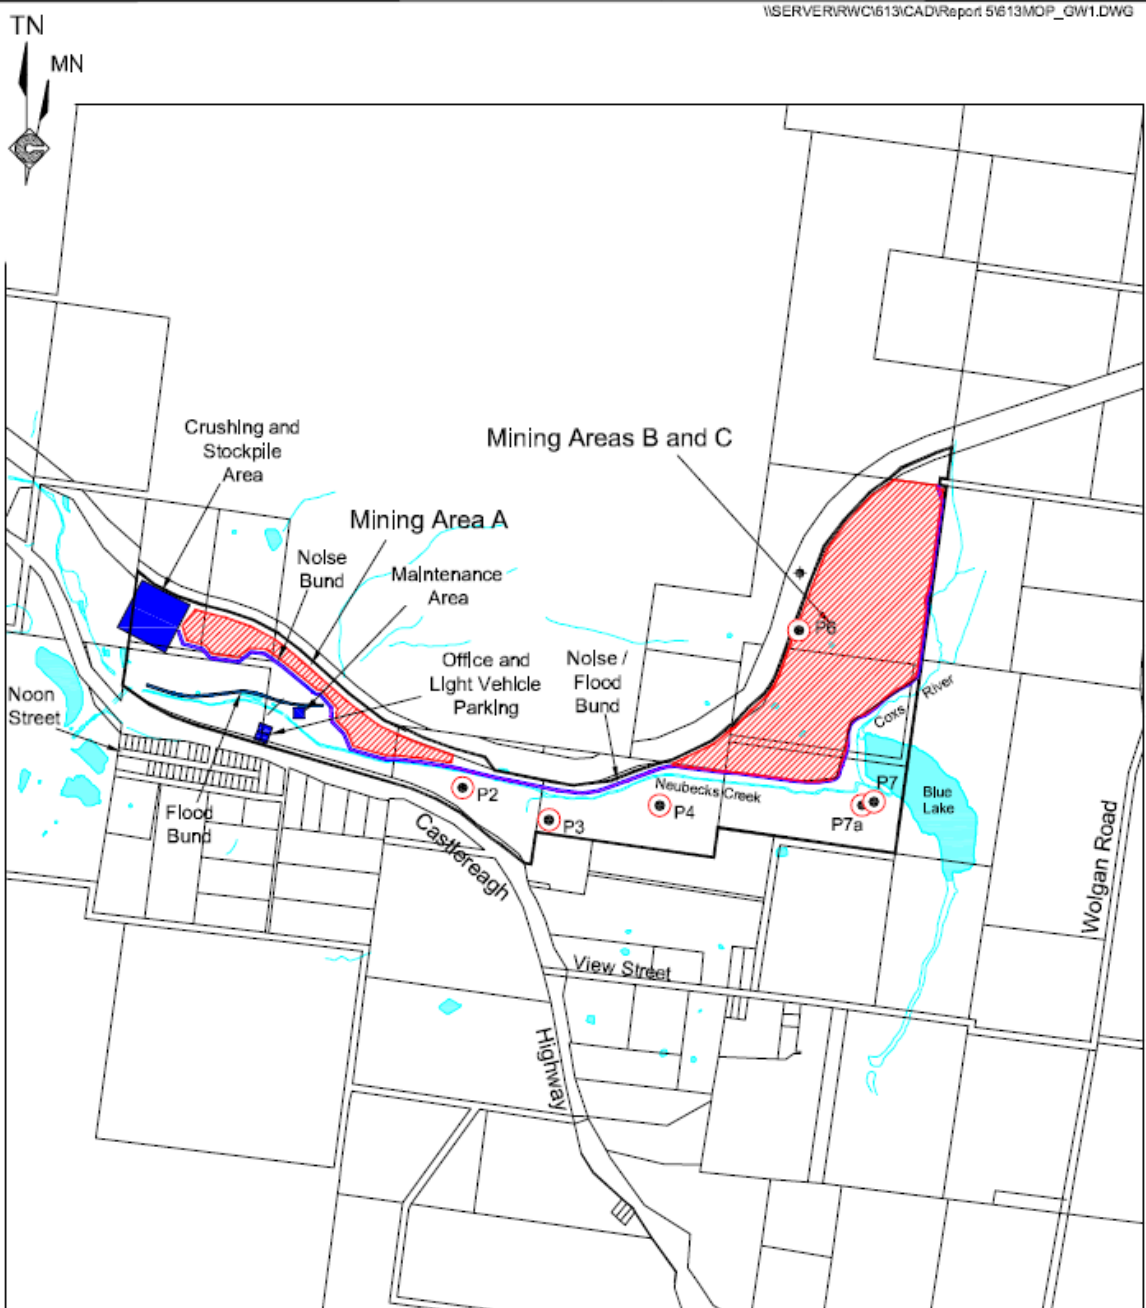 \\SERVER\RWC\613\CAD\Report 5\613MOP_GW1.DWG
TN
MN
Crushing and
Stockpile
Area
Mining Areas B and C
Mining Area A
Noise
Bund
Maintenance
Area
P6
Office and
Light Vehicle
Parking
Noise /
Flood
Bund
Noon
Street
Coxs River
Neubecks Creek
P7
Blue
Lake
P2
P3
P4
P7a
Flood
Bund
Castlereagh
Highway
Wolgan Road
View Street